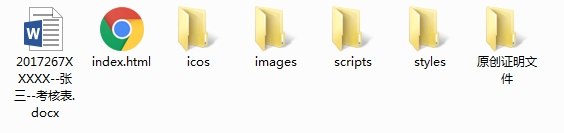 2017267X
XXXX--张
三--考核表.
docx
index.html
icos
images
scripts
styles
原创证明文
件